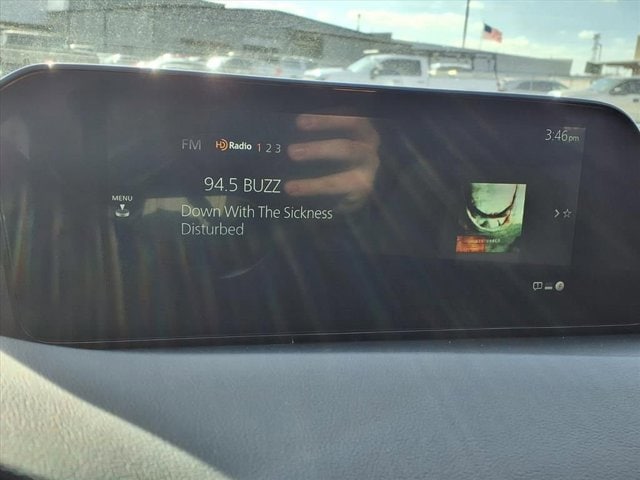 3:46pm
FM HD Radio 1 2 3
94.5 BUZZ
MENU
Down With The Sickness
Disturbed